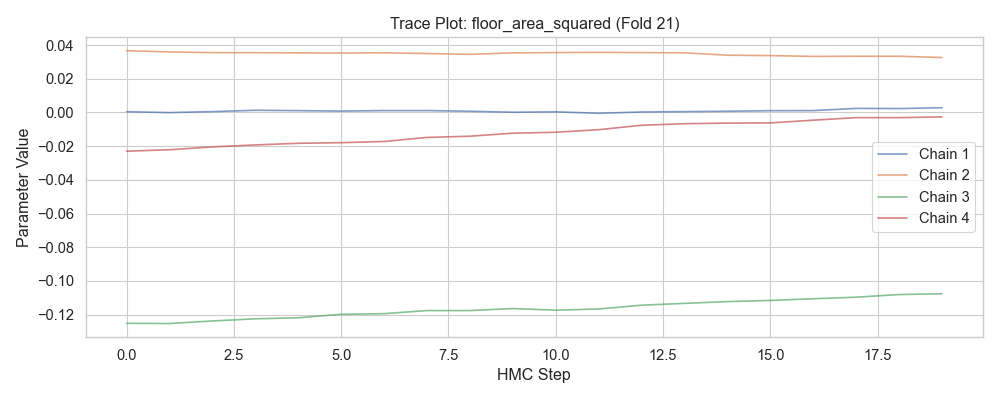 Trace Plot: floor_area_squared (Fold 21)
Parameter Value
0.04
0.02
0.00
−0.02
−0.04
−0.06
−0.08
−0.10
−0.12
Chain 1
Chain 2
Chain 3
Chain 4
0.0 2.5 5.0 7.5 10.0 12.5 15.0 17.5
HMC Step